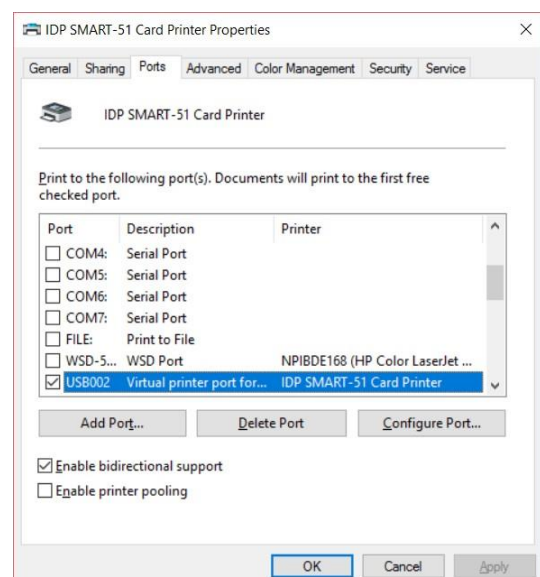 IDP SMART-51 Card Printer Properties
General Sharing Ports Advanced Color Management Security Service
IDP SMART-51 Card Printer
Print to the following port(s). Documents will print to the first free
checked port.
Port Description Printer
COM4: Serial Port
COM5: Serial Port
COM6: Serial Port
COM7: Serial Port
FILE: Print to File
WSD-5... WSD Port NPIBDE168 (HP Color LaserJet ...
USB002 Virtual printer port for... IDP SMART-51 Card Printer
Add Port... Delete Port Configure Port...
Enable bidirectional support
Enable printer pooling
OK Cancel Apply